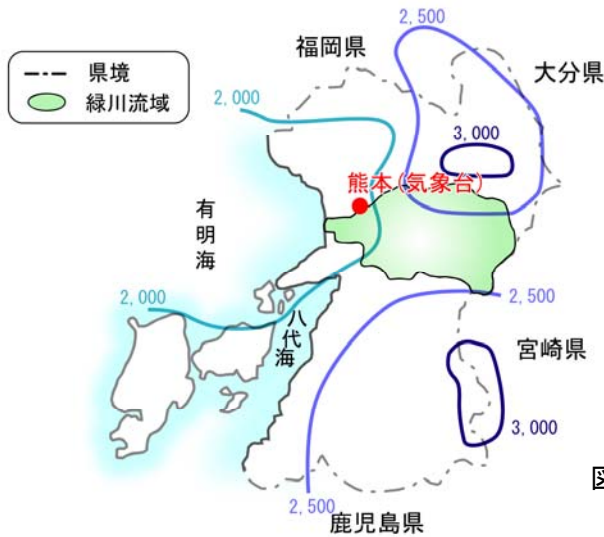 県境
緑川流域
福岡県
2,500
大分県
2,000
3,000
熊本(気象台)
有明海
2,000
八代海
2,500
宮崎県
3,000
2,500
鹿児島県
図